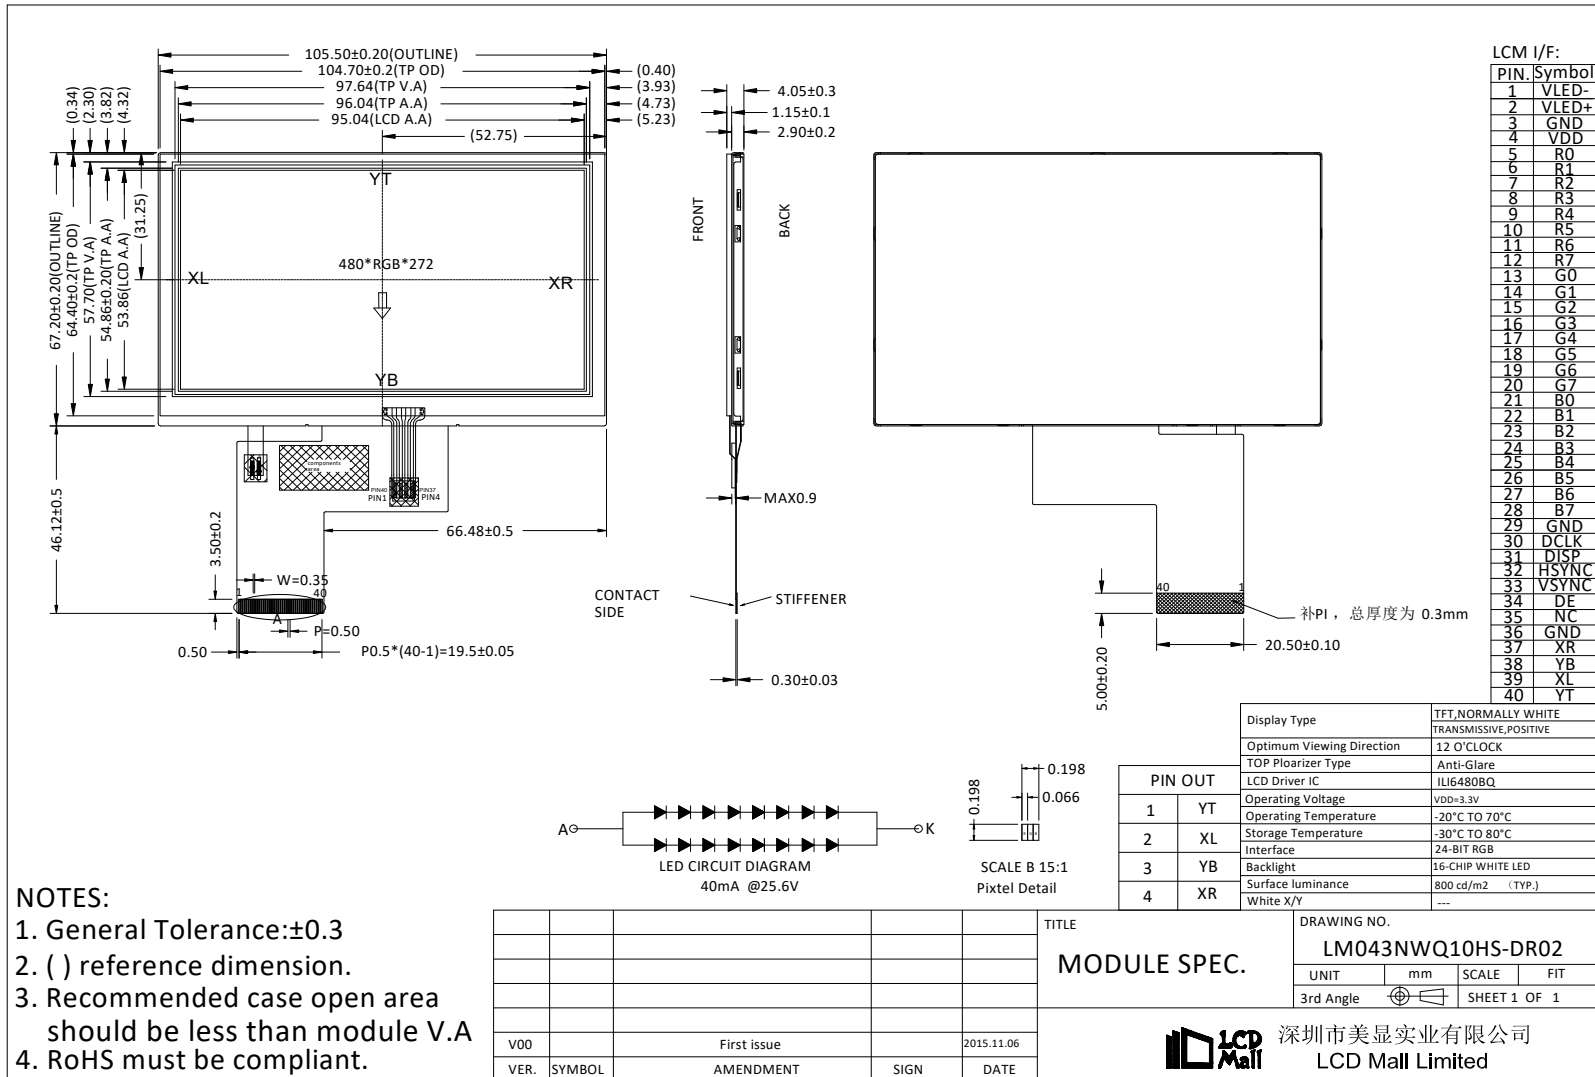 105.50±0.20(OUTLINE)
104.70±0.2(TP OD)
97.64(TP V.A)
96.04(TP A.A)
95.04(LCD A.A)
(52.75)
(0.40)
(3.93)
(4.73)
(5.23)
(0.34)
(2.30)
(3.82)
(4.32)
67.20±0.20(OUTLINE)
64.40±0.2(TP OD)
57.70(TP V.A)
54.86±0.20(TP A.A)
53.86(LCD A.A)
(31.25)
YT
XL
480*RGB*272
XR
YB
components
area
PIN40
PIN1
PIN37
PIN4
46.12±0.5
3.50±0.2
66.48±0.5
W=0.35
1
40
A
P=0.50
0.50
P0.5*(40-1)=19.5±0.05
4.05±0.3
1.15±0.1
2.90±0.2
FRONT
BACK
MAX0.9
CONTACT
SIDE
STIFFENER
0.30±0.03
40
1
补PI ，总厚度为 0.3mm
20.50±0.10
5.00±0.20
LCM I/F:
PIN. Symbol
1 VLED-
2 VLED+
3 GND
4 VDD
5 R0
6 R1
7 R2
8 R3
9 R4
10 R5
11 R6
12 R7
13 G0
14 G1
15 G2
16 G3
17 G4
18 G5
19 G6
20 G7
21 B0
22 B1
23 B2
24 B3
25 B4
26 B5
27 B6
28 B7
29 GND
30 DCLK
31 DISP
32 HSYNC
33 VSYNC
34 DE
35 NC
36 GND
37 XR
38 YB
39 XL
40 YT
Display Type TFT,NORMALLY WHITE
TRANSMISSIVE,POSITIVE
Optimum Viewing Direction 12 O'CLOCK
TOP Ploarizer Type Anti-Glare
LCD Driver IC ILI6480BQ
Operating Voltage VDD=3.3V
Operating Temperature -20°C TO 70°C
Storage Temperature -30°C TO 80°C
Interface 24-BIT RGB
Backlight 16-CHIP WHITE LED
Surface luminance 800 cd/m2 （TYP.）
White X/Y ---
PIN OUT
1 YT
2 XL
3 YB
4 XR
A
K
LED CIRCUIT DIAGRAM
40mA @25.6V
0.198
0.066
0.198
SCALE B 15:1
Pixtel Detail
NOTES:
1. General Tolerance:±0.3
2. ( ) reference dimension.
3. Recommended case open area
should be less than module V.A
4. RoHS must be compliant.
V00 First issue 2015.11.06
VER. SYMBOL AMENDMENT SIGN DATE
TITLE
MODULE SPEC.
DRAWING NO.
LM043NWQ10HS-DR02
UNIT mm SCALE FIT
3rd Angle SHEET 1 OF 1
LCD
Mall
深圳市美显实业有限公司
LCD Mall Limited